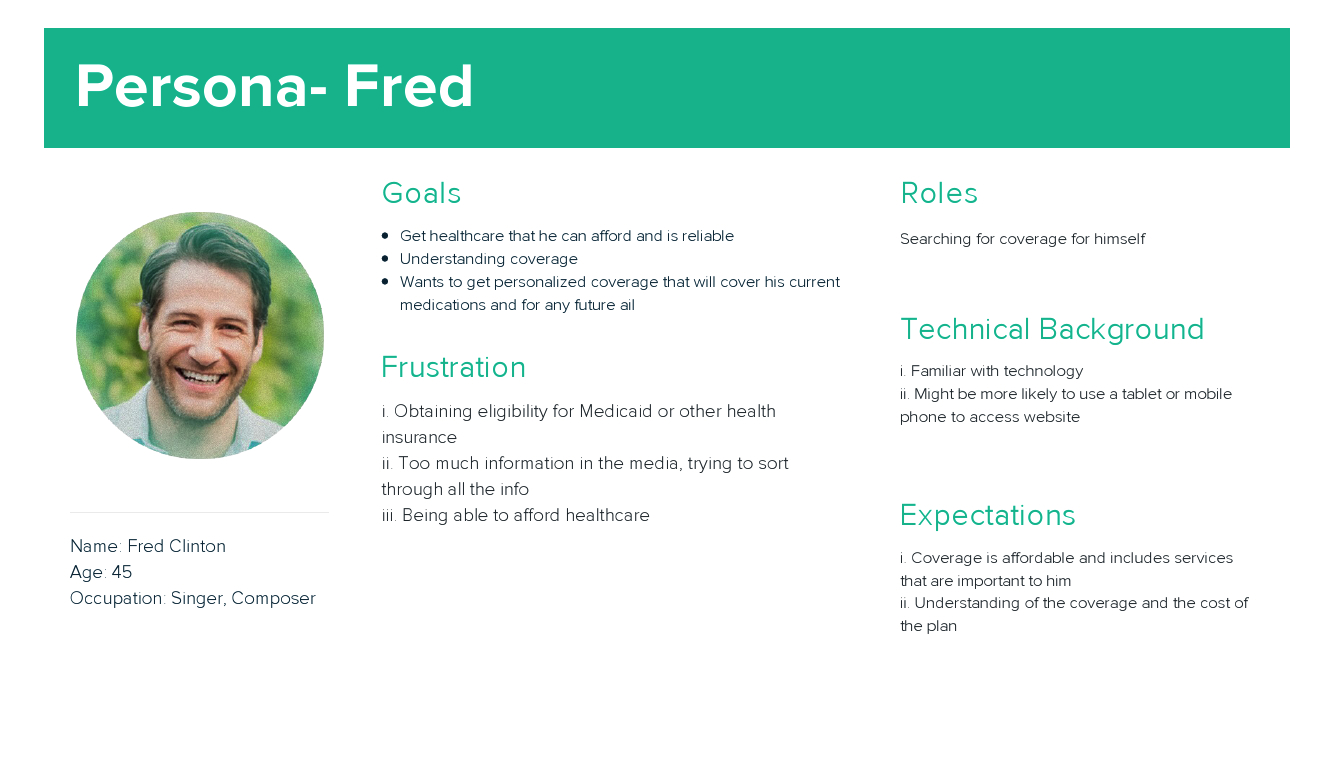 Persona- Fred
Name: Fred Clinton
Age: 45
Occupation: Singer, Composer
Goals
• Get healthcare that he can afford and is reliable
• Understanding coverage
• Wants to get personalized coverage that will cover his current
medications and for any future ail
Frustration
i. Obtaining eligibility for Medicaid or other health
insurance
ii. Too much information in the media, trying to sort
through all the info
iii. Being able to afford healthcare
Roles
Searching for coverage for himself
Technical Background
i. Familiar with technology
ii. Might be more likely to use a tablet or mobile
phone to access website
Expectations
i. Coverage is affordable and includes services
that are important to him
ii. Understanding of the coverage and the cost of
the plan